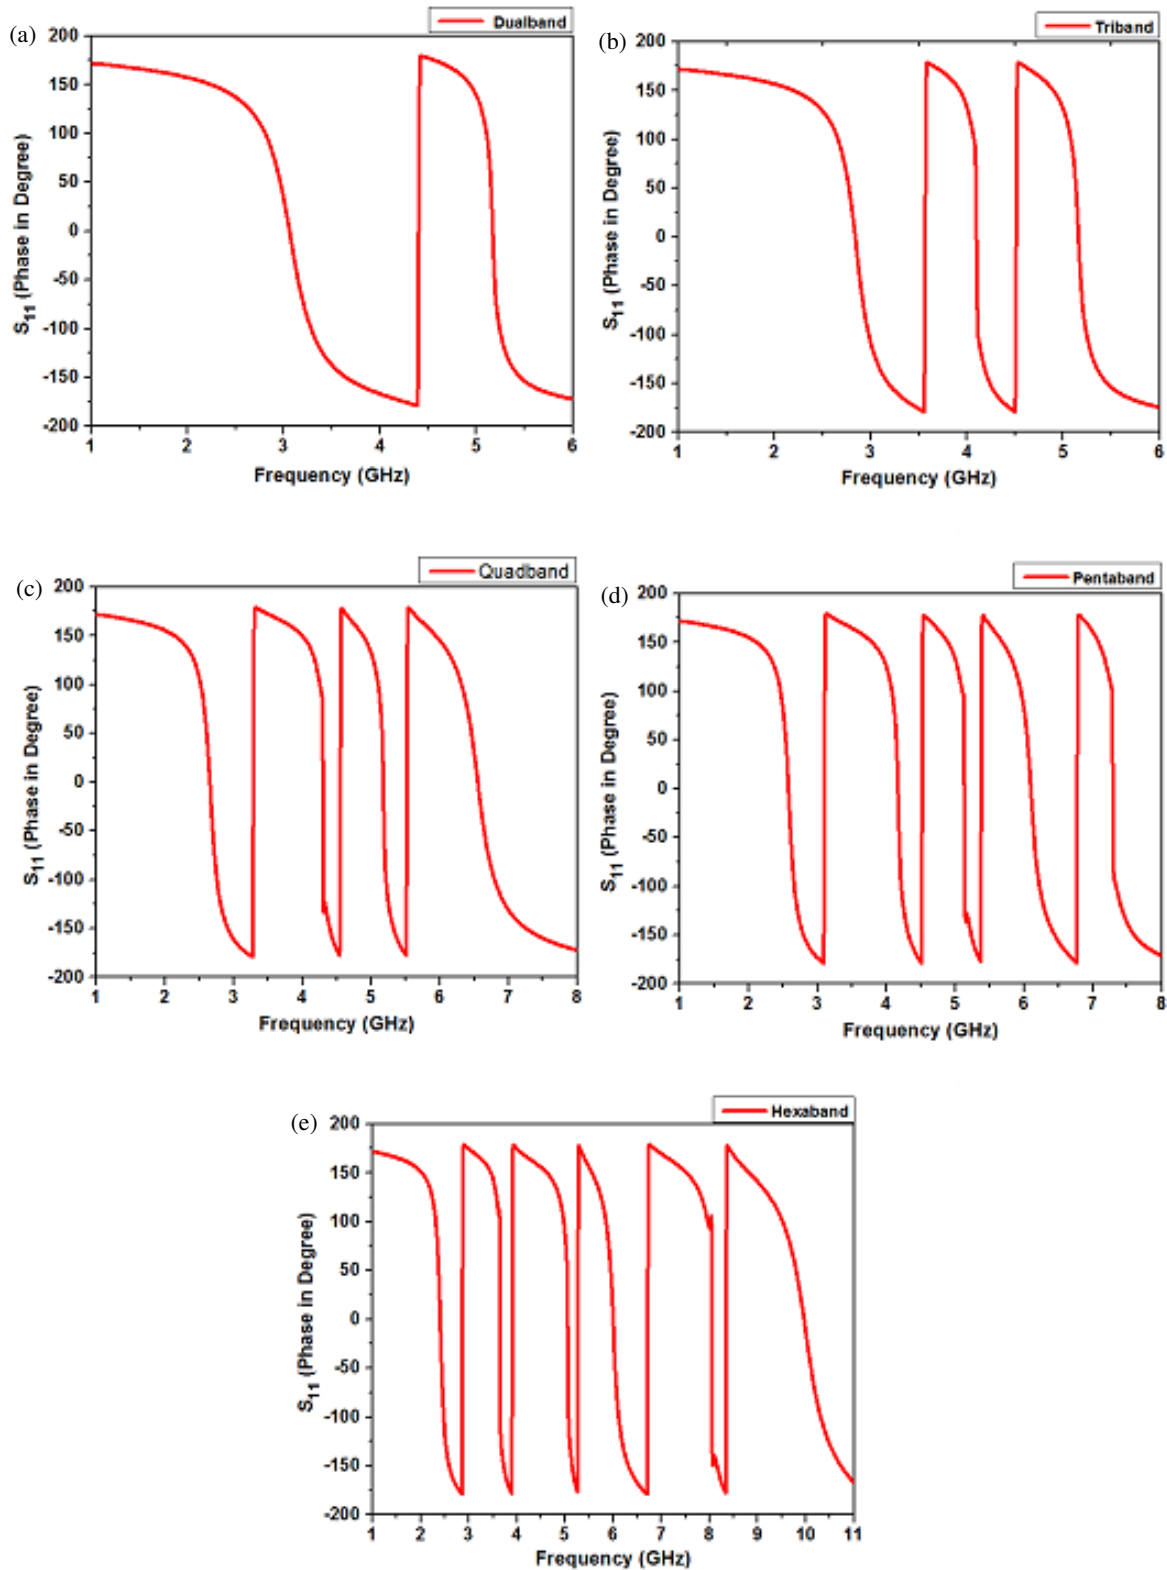 (a)
Dualband
200
150
100
50
0
-50
-100
-150
-200
S11 (Phase in Degree)
1 2 3 4 5 6
Frequency (GHz)
(b)
Triband
200
150
100
50
0
-50
-100
-150
-200
S11 (Phase in Degree)
1 2 3 4 5 6
Frequency (GHz)
(c)
Quadband
200
150
100
50
0
-50
-100
-150
-200
S11 (Phase in Degree)
1 2 3 4 5 6 7 8
Frequency (GHz)
(d)
Pentaband
200
150
100
50
0
-50
-100
-150
-200
S11 (Phase in Degree)
1 2 3 4 5 6 7 8
Frequency (GHz)
(e)
Hexaband
200
150
100
50
0
-50
-100
-150
-200
S11 (Phase in Degree)
1 2 3 4 5 6 7 8 9 10 11
Frequency (GHz)